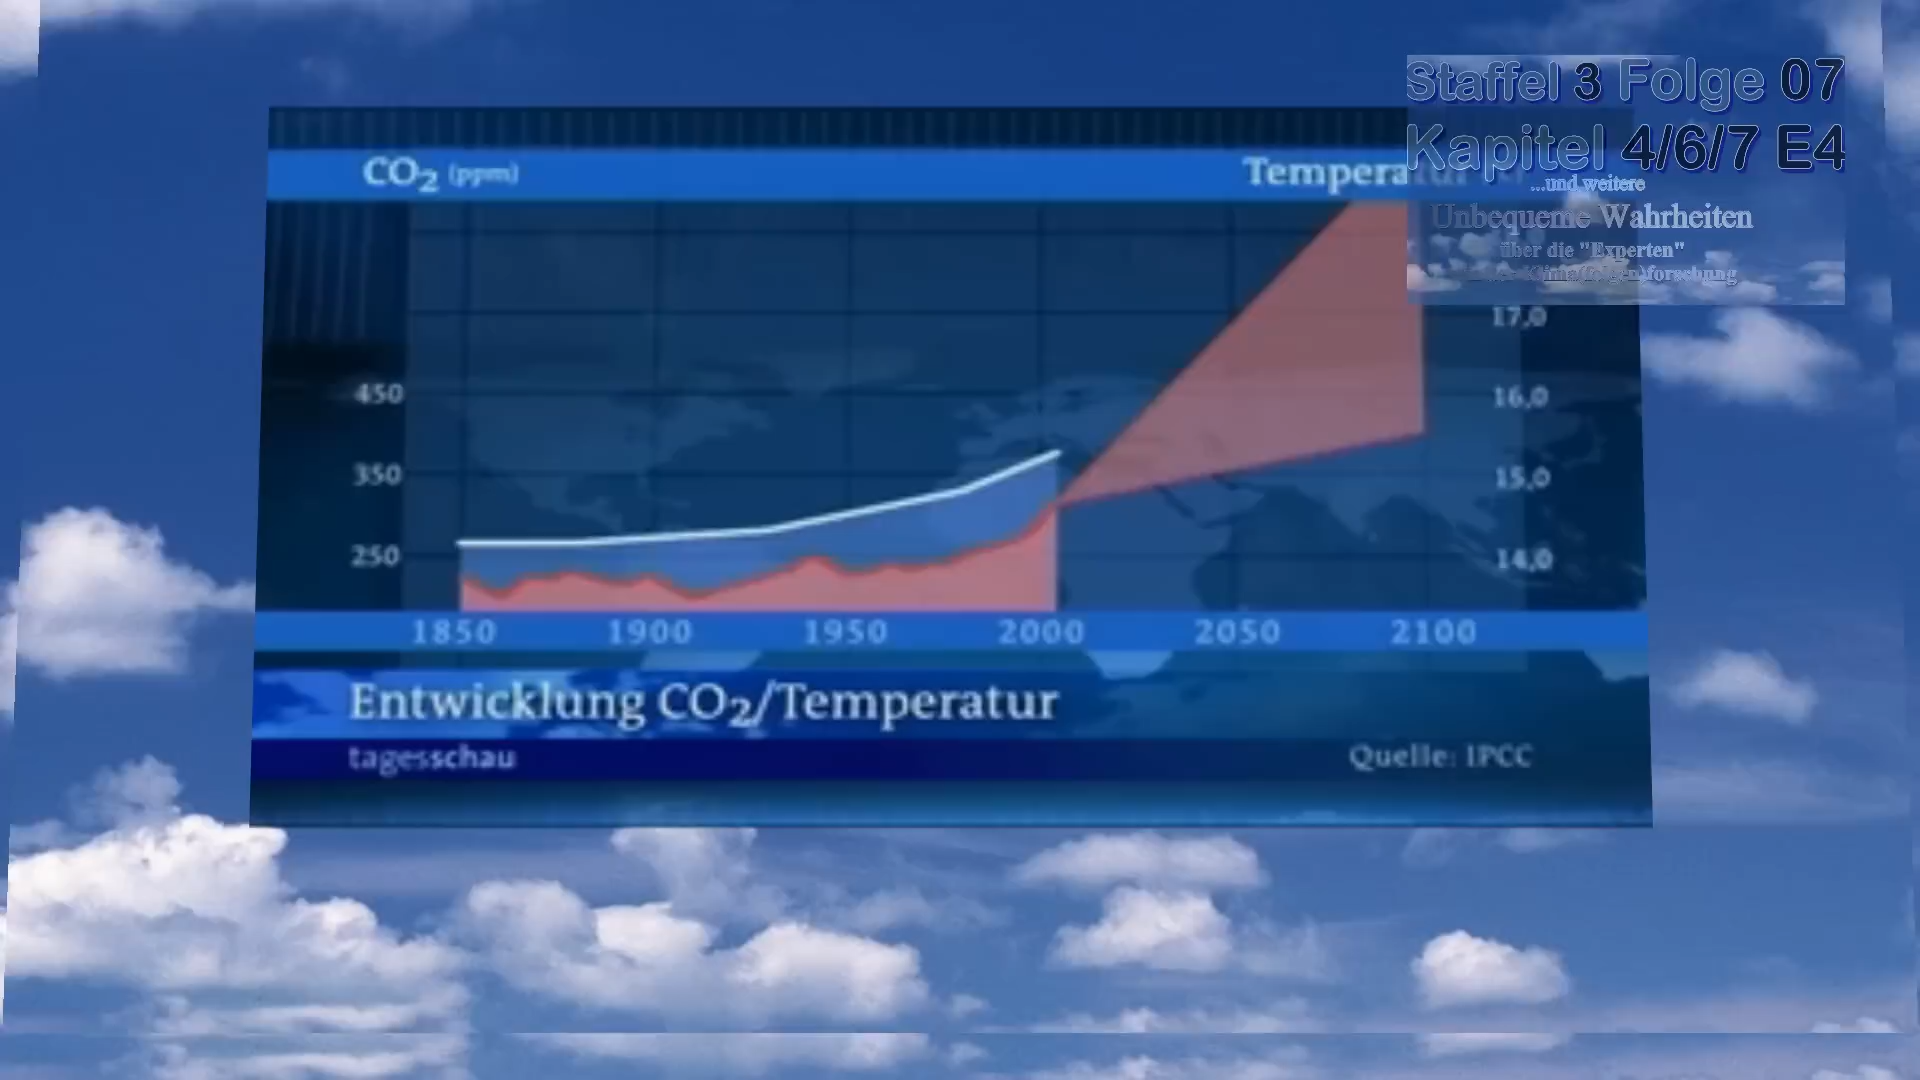 Staffel 3 Folge 07
Kapitel 4/6/7 E4
...und weitere
Unbequeme Wahrheiten
über die "Experten"
CO2 (ppm)
17,0
450
16,0
350
15,0
250
14,0
1850 1900 1950 2000 2050 2100
Entwicklung CO2/Temperatur
tagesschau
Quelle: IPCC